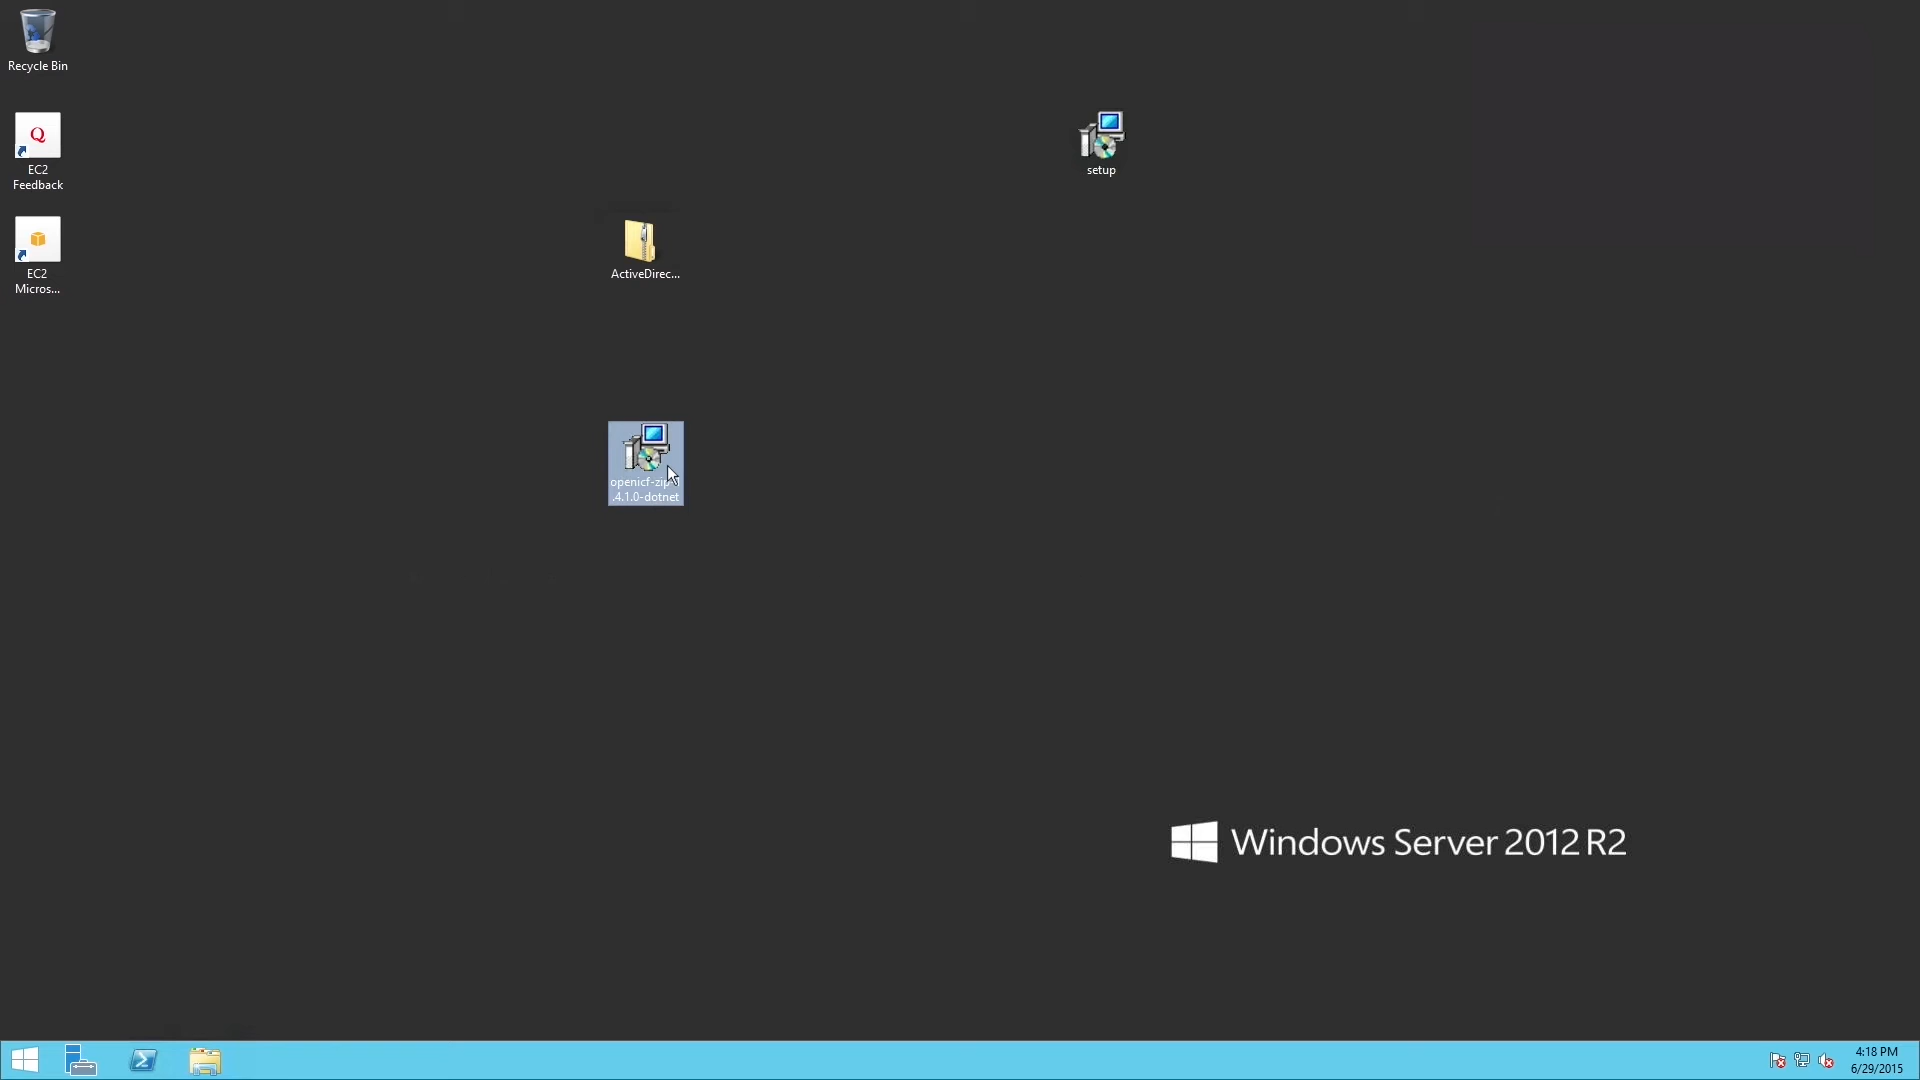 Recycle Bin
EC2
Feedback
EC2
Micros...
setup
ActiveDirec...
openicf-zip
.4.1.0-dotnet
Windows Server 2012 R2
4:18 PM
6/29/2015